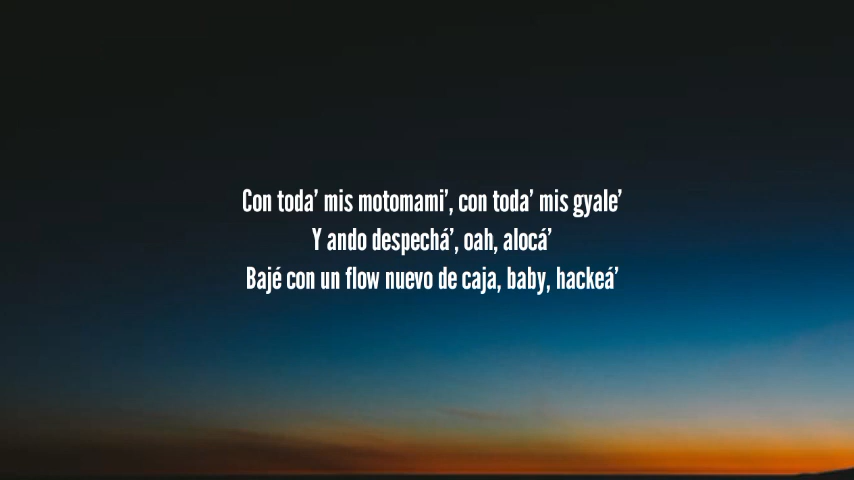 Con toda’ mis motomami’, con toda’ mis gyale’
Y ando despechá’, oah, alocá’
Bajé con un flow nuevo de caja, baby, hackeá’